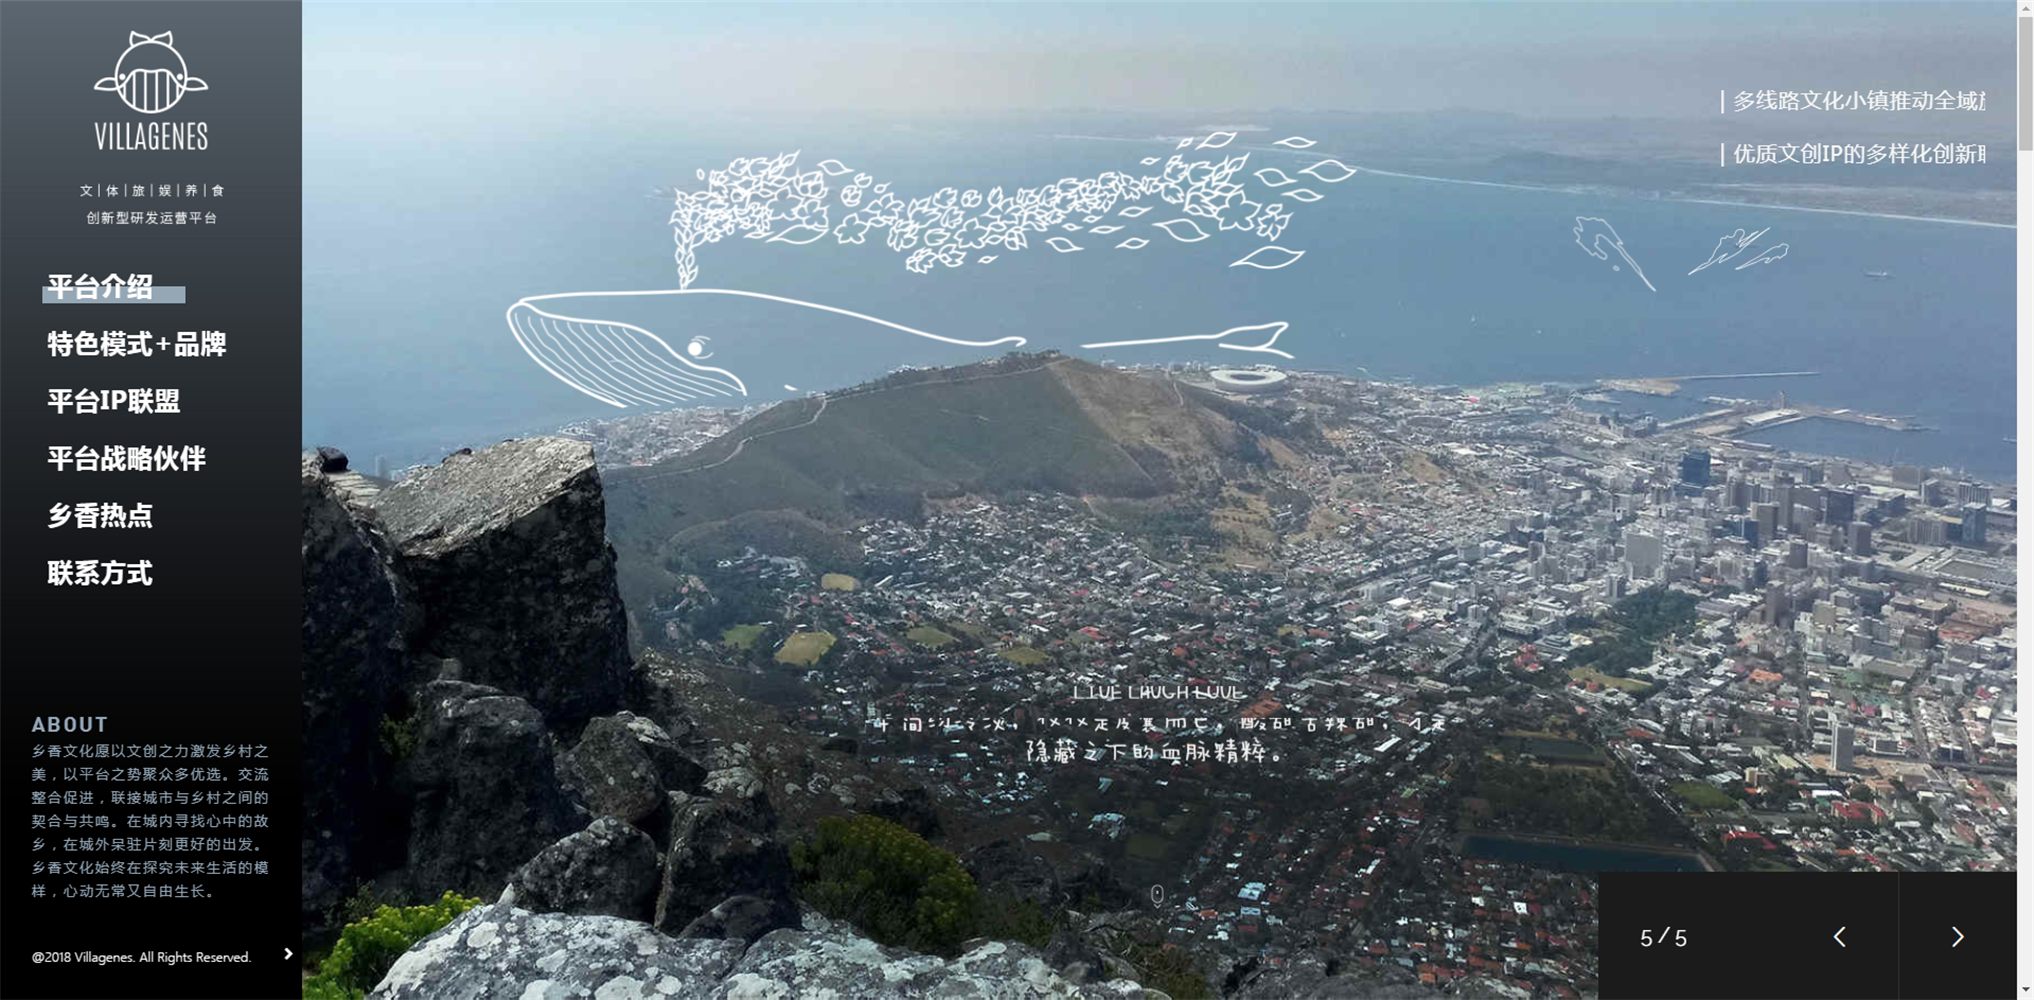 VILLAGENES
文 | 体 | 旅 | 娱 | 养 | 食
创新型研发运营平台
平台介绍
特色模式+品牌
平台IP联盟
平台战略伙伴
乡香热点
联系方式
ABOUT
乡香文化愿以文创之力激发乡村之
美，以平台之势聚众多优选。交流
整合促进，联接城市与乡村之间的
契合与共鸣。在城内寻找心中的故
乡，在城外呆驻片刻更好的出发。
乡香文化始终在探究未来生活的模
样，心动无常又自由生长。
@2018 Villagenes. All Rights Reserved.
| 多线路文化小镇推动全域
| 优质文创IP的多样化创新
LIVE LAUGH LOVE
隐藏之下的血脉精粹。
5/5